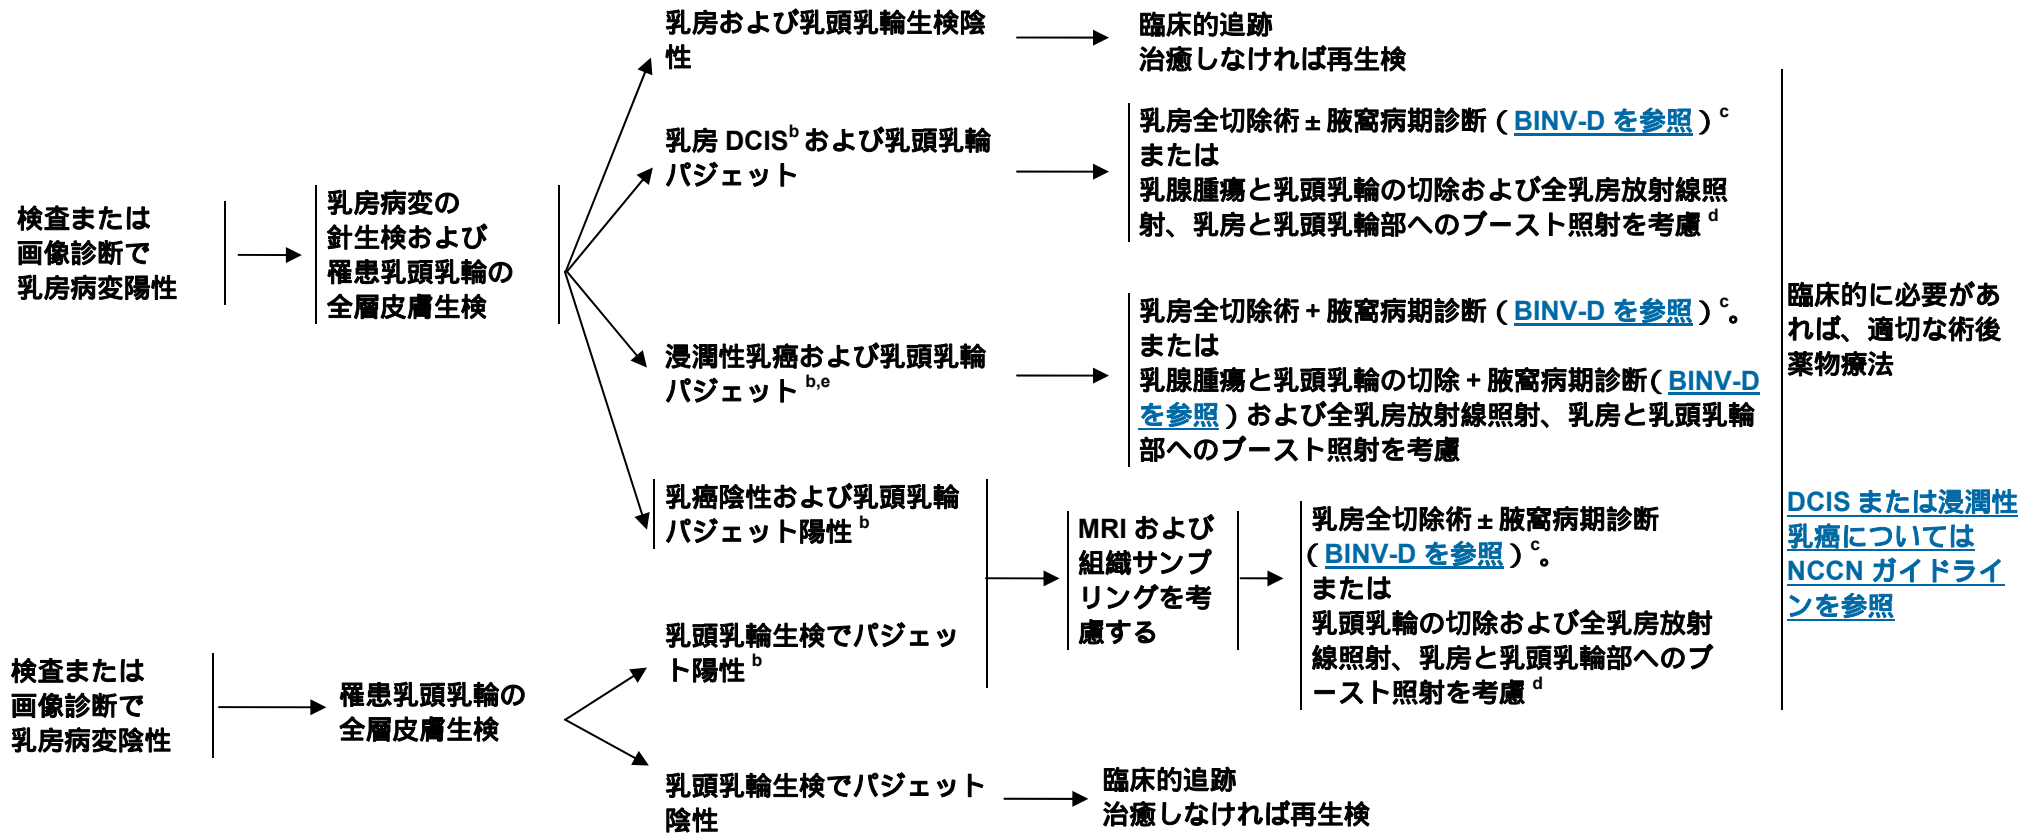 検査または
画像診断で
乳房病変陽性
乳房病変の
針生検および
罹患乳頭乳輪の
全層皮膚生検
乳房および乳頭乳輪生検陰
性
臨床的追跡
治癒しなければ再生検
乳房 DCISᵇ および乳頭乳輪
パジェット
乳房全切除術 ± 腋窩病期診断（BINV-D を参照）ᶜ
または
乳腺腫瘍と乳頭乳輪の切除および全乳房放射線照
射、乳房と乳頭乳輪部へのブースト照射を考慮 ᵈ
浸潤性乳癌および乳頭乳輪
パジェット ᵇ,ᵉ
乳房全切除術 + 腋窩病期診断（BINV-D を参照）ᶜ。
または
乳腺腫瘍と乳頭乳輪の切除 + 腋窩病期診断（BINV-D
を参照）および全乳房放射線照射、乳房と乳頭乳輪
部へのブースト照射を考慮
乳癌陰性および乳頭乳輪
パジェット陽性 ᵇ
検査または
画像診断で
乳房病変陰性
罹患乳頭乳輪の
全層皮膚生検
乳頭乳輪生検でパジェッ
ト陽性 ᵇ
MRI および
組織サンプ
リングを考
慮する
乳房全切除術 ± 腋窩病期診断
（BINV-D を参照）ᶜ。
または
乳頭乳輪の切除および全乳房放射
線照射、乳房と乳頭乳輪部へのブ
ースト照射を考慮 ᵈ
乳頭乳輪生検でパジェット
陰性
臨床的追跡
治癒しなければ再生検
臨床的に必要があ
れば、適切な術後
薬物療法
DCIS または浸潤性
乳癌については
NCCN ガイドライ
ンを参照